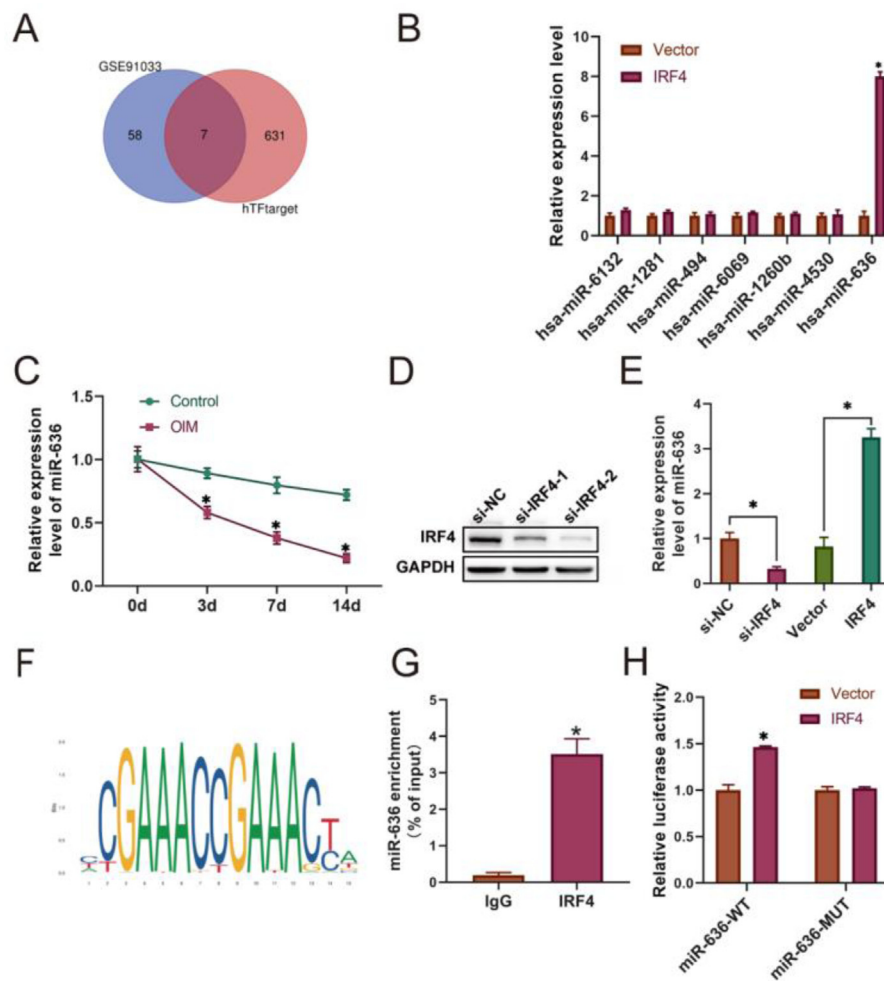 A
GSE91033
58
7
631
hTFtarget
B
Relative expression level
10
8
6
4
2
0
Vector
IRF4
*
hsa-miR-6132
hsa-miR-1281
hsa-miR-494
hsa-miR-6069
hsa-miR-1260b
hsa-miR-4530
hsa-miR-636
C
Relative expression
level of miR-636
1.5
1.0
0.5
0.0
Control
OIM
*
*
*
0d
3d
7d
14d
D
si-NC
si-IRF4-1
si-IRF4-2
IRF4
GAPDH
E
Relative expression
level of miR-636
4
3
2
1
0
*
*
si-NC
si-IRF4
Vector
IRF4
F
CGAAACCGAAAC
G
miR-636 enrichment
(% of input)
5
4
3
2
1
0
*
IgG
IRF4
H
Relative luciferase activity
2.0
1.5
1.0
0.5
0.0
Vector
IRF4
*
miR-636-WT
miR-636-MUT